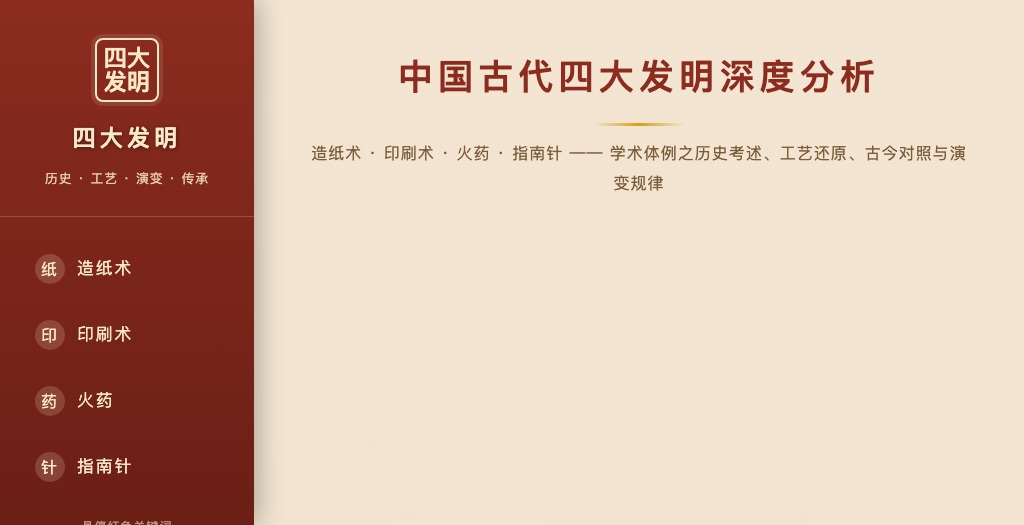 四大
发明
四大发明
历史 · 工艺 · 演变 · 传承
纸 造纸术
印 印刷术
药 火药
针 指南针
中国古代四大发明深度分析
造纸术 · 印刷术 · 火药 · 指南针 —— 学术体例之历史考述、工艺还原、古今对照与演
变规律